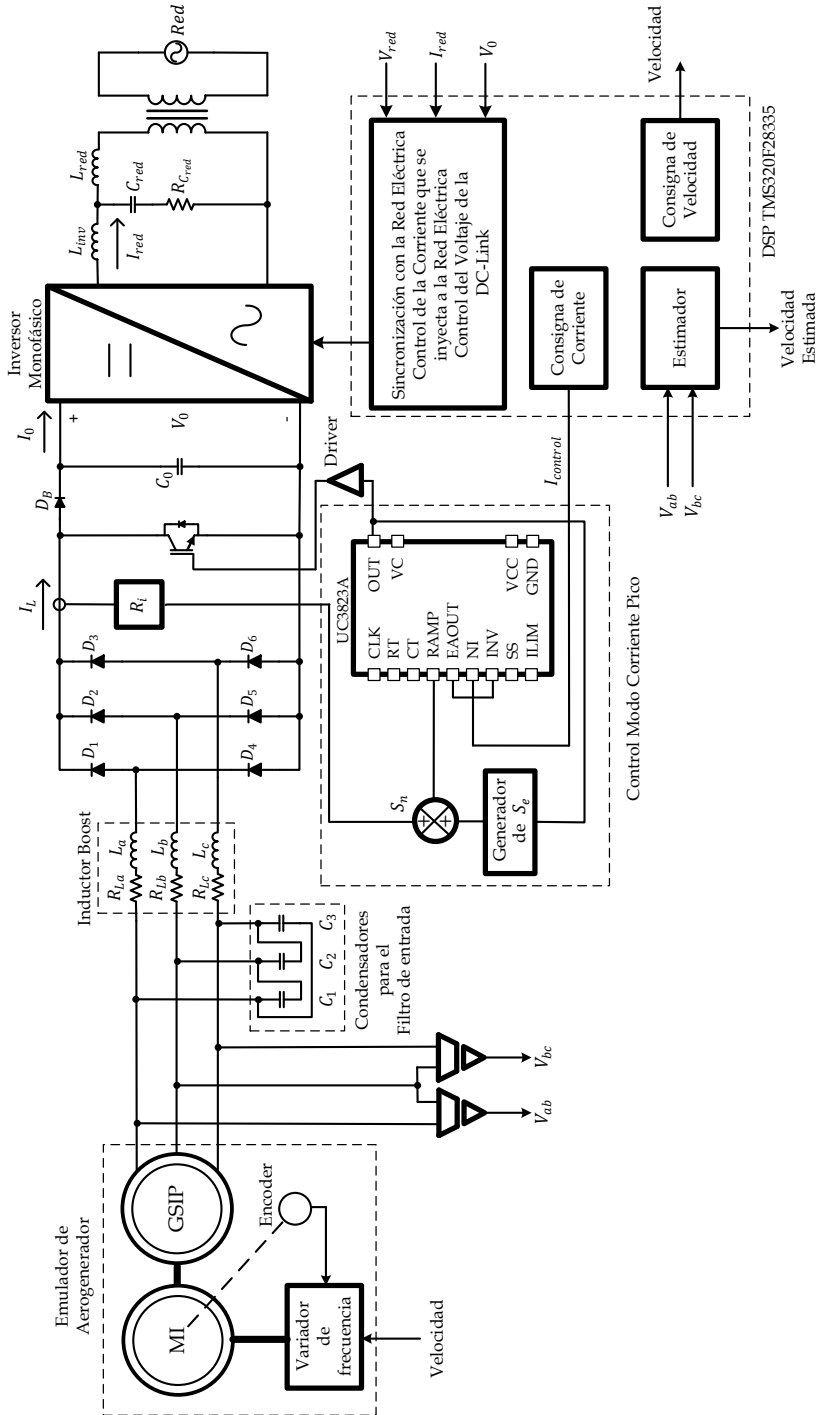 Emulador de
Aerogenerador
MI
GSIP
Encoder
Variador
de
frecuencia
Velocidad
V_ab
V_bc
Condensadores
para el
Filtro de entrada
C_1
C_2
C_3
Inductor Boost
R_La
L_a
R_Lb
L_b
R_Lc
L_c
D_1
D_2
D_3
D_4
D_5
D_6
I_L
R_i
D_B
C_0
I_0
+
V_0
-
Inversor
Monofásico
L_inv
I_red
L_red
C_red
R_C_red
Red
Driver
S_n
+
+
Generador
de S_e
UC3823A
CLK
RT
CT
RAMP
EAOUT
NI
INV
SS
ILIM
OUT
VC
VCC
GND
Control Modo Corriente Pico
I_control
Sincronización con la Red Eléctrica
Control de la Corriente que se
inyecta a la Red Eléctrica
Control del Voltaje de la
DC-Link
V_red
I_red
V_0
Consigna de
Corriente
Estimador
V_ab
V_bc
Velocidad
Estimada
Consigna de
Velocidad
Velocidad
DSP TMS320F28335